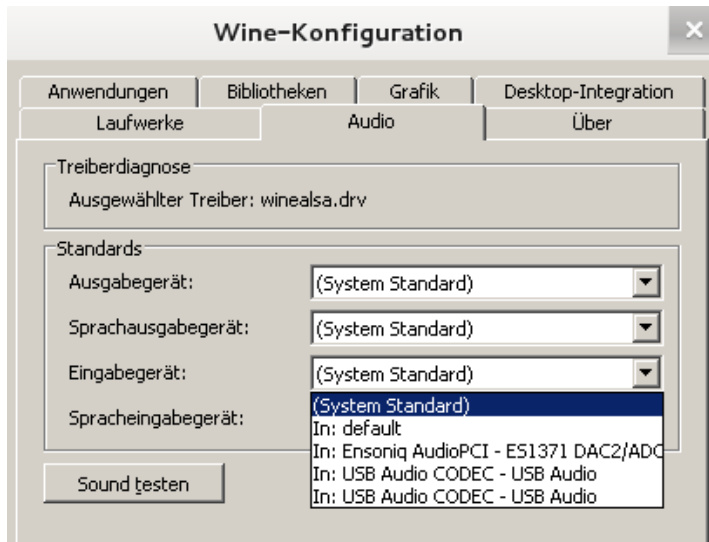 Wine-Konfiguration
Anwendungen Bibliotheken Grafik Desktop-Integration
Laufwerke Audio Über
Treiberdiagnose
Ausgewählter Treiber: winealsa.drv
Standards
Ausgabegerät: (System Standard)
Sprachausgabegerät: (System Standard)
Eingabegerät: (System Standard)
(System Standard)
Spracheingabegerät: In: default
In: Ensoniq AudioPCI - ES1371 DAC2/ADC
In: USB Audio CODEC - USB Audio
Sound testen
In: USB Audio CODEC - USB Audio